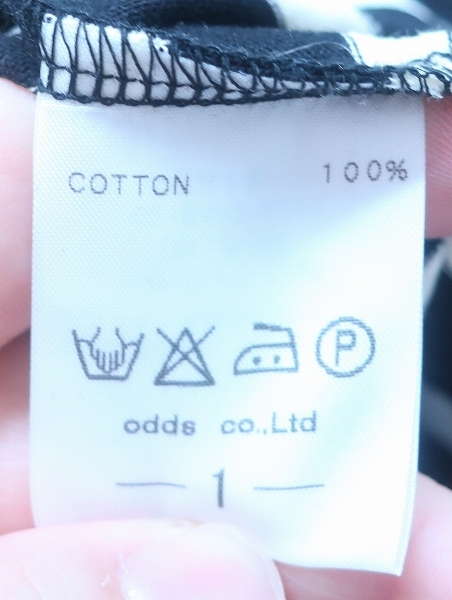 COTTON 100%
P
odds co.,Ltd
— 1 —